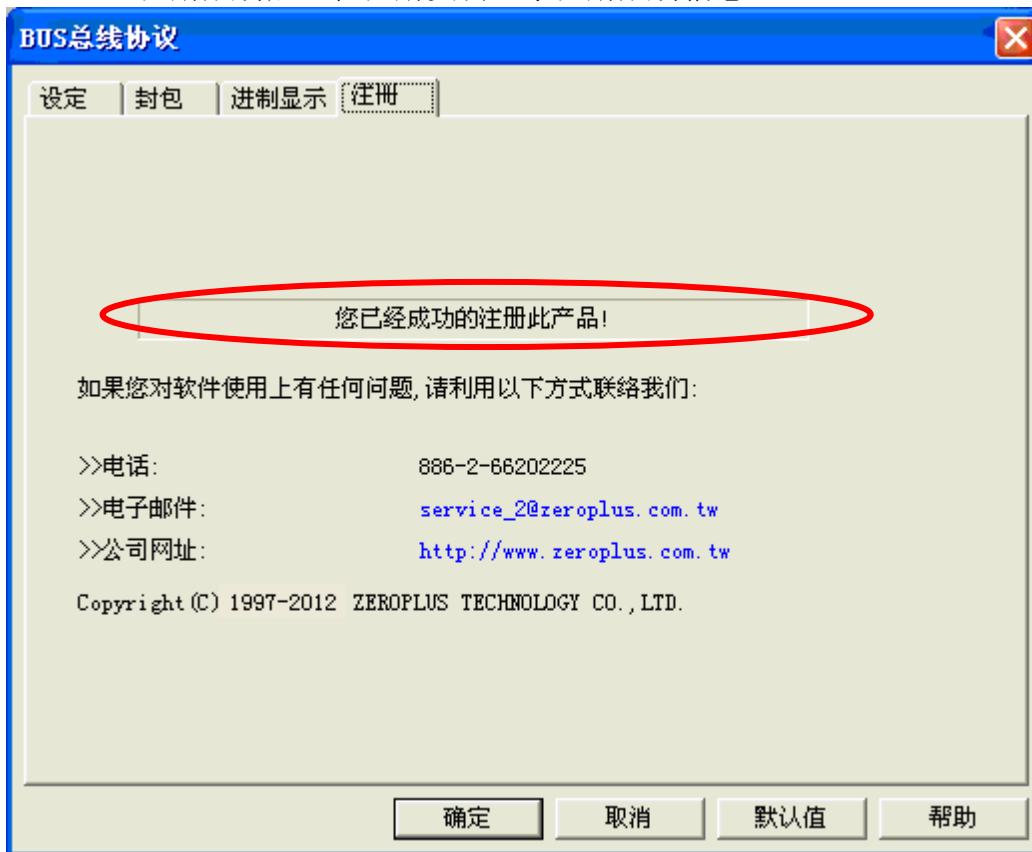 BUS总线协议
设定 封包 进制显示 注册
您已经成功的注册此产品!
如果您对软件使用上有任何问题,请利用以下方式联络我们:
>>电话: 886-2-66202225
>>电子邮件: service_2@zeroplus.com.tw
>>公司网址: http://www.zeroplus.com.tw
Copyright(C) 1997-2012 ZEROPLUS TECHNOLOGY CO.,LTD.
确定 取消 默认值 帮助